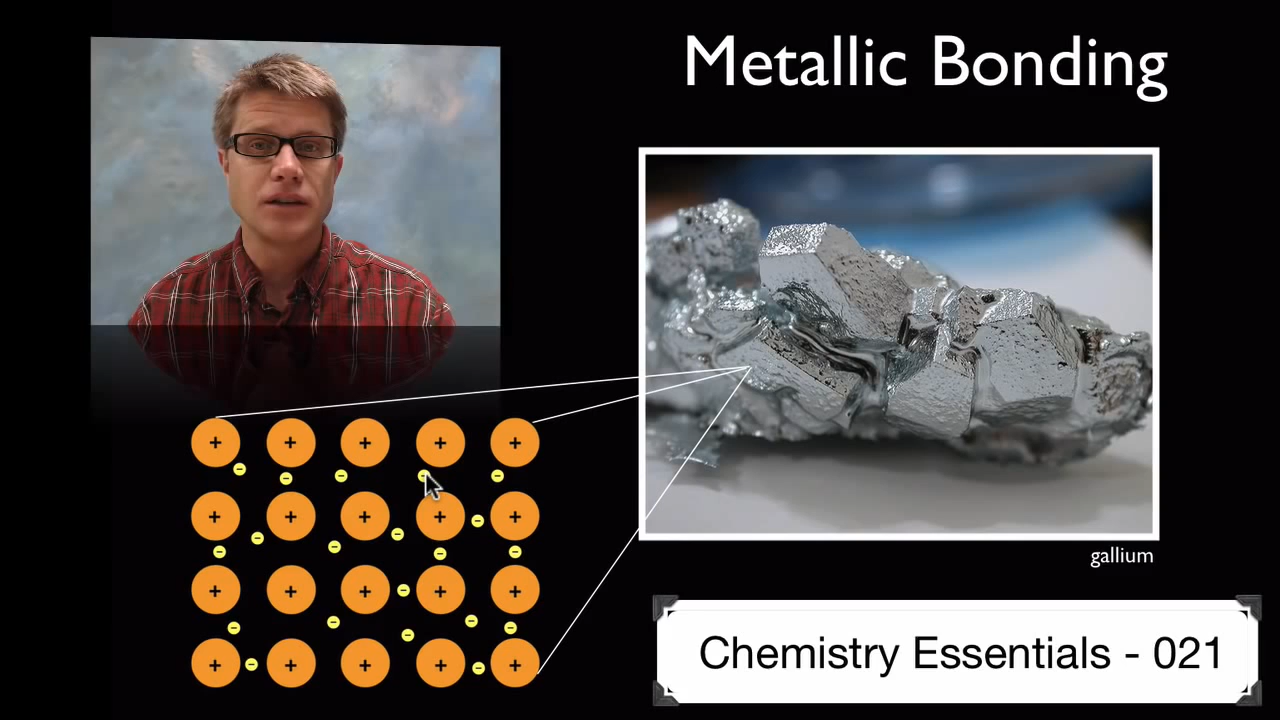 Metallic Bonding
gallium
Chemistry Essentials - 021
+ + + + +
− − − − −
+ + + + +
− − − − − − − −
+ + + + +
− − − − − − −
+ + + + +
− −